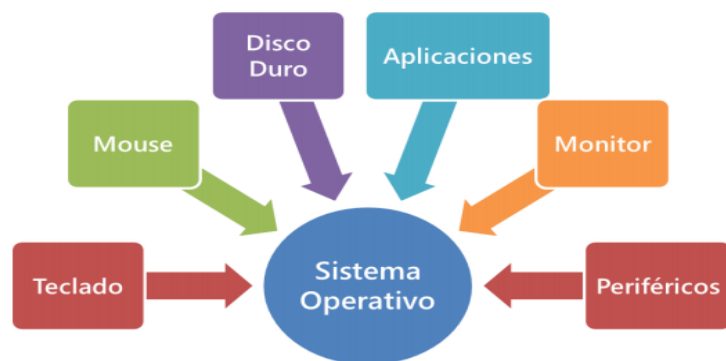 Disco
Duro
Aplicaciones
Mouse
Monitor
Teclado
Sistema
Operativo
Periféricos